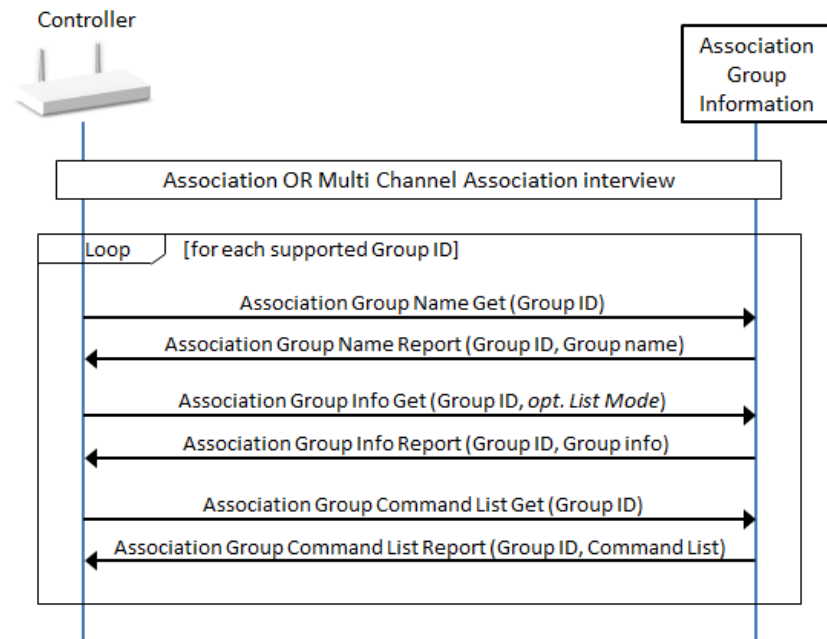 Controller
Association
Group
Information
Association OR Multi Channel Association interview
Loop [for each supported Group ID]
Association Group Name Get (Group ID)
Association Group Name Report (Group ID, Group name)
Association Group Info Get (Group ID, opt. List Mode)
Association Group Info Report (Group ID, Group info)
Association Group Command List Get (Group ID)
Association Group Command List Report (Group ID, Command List)